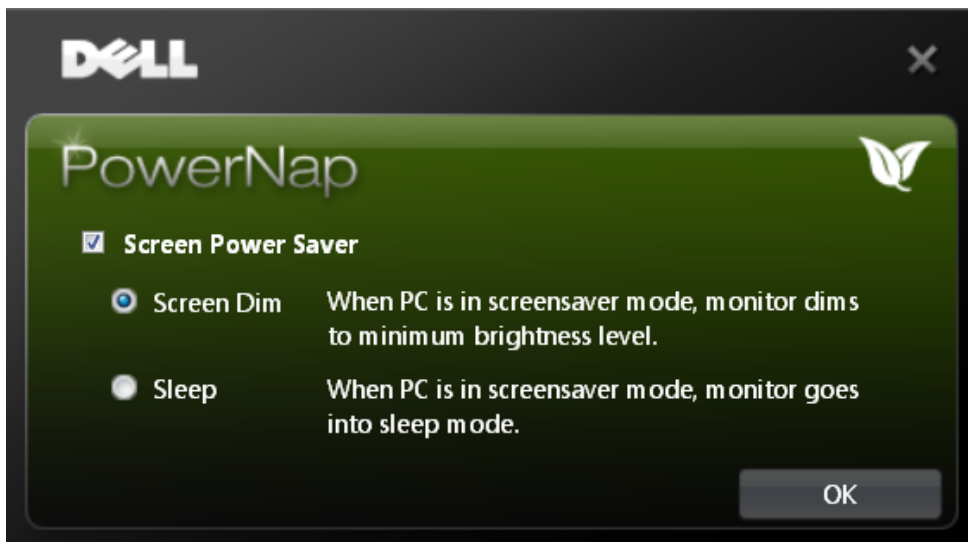 DELL
PowerNap
Screen Power Saver
Screen Dim
When PC is in screensaver mode, monitor dims
to minimum brightness level.
Sleep
When PC is in screensaver mode, monitor goes
into sleep mode.
OK